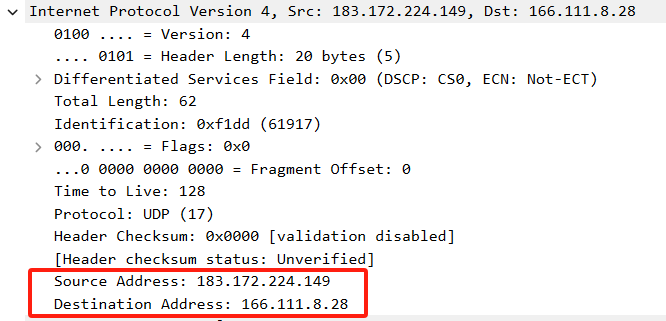 Internet Protocol Version 4, Src: 183.172.224.149, Dst: 166.111.8.28
0100 .... = Version: 4
.... 0101 = Header Length: 20 bytes (5)
Differentiated Services Field: 0x00 (DSCP: CS0, ECN: Not-ECT)
Total Length: 62
Identification: 0xf1dd (61917)
000. .... = Flags: 0x0
...0 0000 0000 0000 = Fragment Offset: 0
Time to Live: 128
Protocol: UDP (17)
Header Checksum: 0x0000 [validation disabled]
[Header checksum status: Unverified]
Source Address: 183.172.224.149
Destination Address: 166.111.8.28